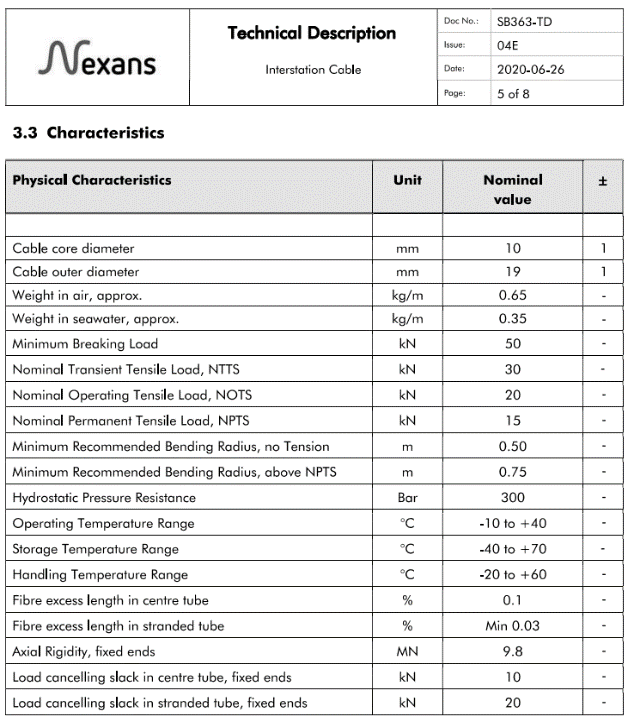 Nexans
Technical Description
Interstation Cable
Doc No.: SB363-TD
Issue: 04E
Date: 2020-06-26
Page: 5 of 8
3.3 Characteristics
Physical Characteristics Unit Nominal value ±
Cable core diameter mm 10 1
Cable outer diameter mm 19 1
Weight in air, approx. kg/m 0.65 -
Weight in seawater, approx. kg/m 0.35 -
Minimum Breaking Load kN 50 -
Nominal Transient Tensile Load, NTTS kN 30 -
Nominal Operating Tensile Load, NOTS kN 20 -
Nominal Permanent Tensile Load, NPTS kN 15 -
Minimum Recommended Bending Radius, no Tension m 0.50 -
Minimum Recommended Bending Radius, above NPTS m 0.75 -
Hydrostatic Pressure Resistance Bar 300 -
Operating Temperature Range °C -10 to +40 -
Storage Temperature Range °C -40 to +70 -
Handling Temperature Range °C -20 to +60 -
Fibre excess length in centre tube % 0.1 -
Fibre excess length in stranded tube % Min 0.03 -
Axial Rigidity, fixed ends MN 9.8 -
Load cancelling slack in centre tube, fixed ends kN 10 -
Load cancelling slack in stranded tube, fixed ends kN 20 -